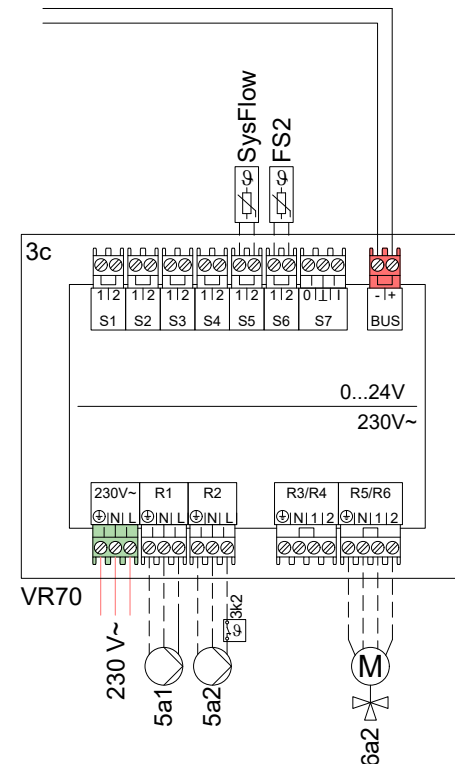 SysFlow
FS2
ϑ ϑ
3c
1 2 1 2 1 2 1 2 1 2 1 2 0 ⊥ I - +
S1 S2 S3 S4 S5 S6 S7 BUS
0...24V
230V~
230V~ R1 R2 R3/R4 R5/R6
N L N L N L N 1 2 N 1 2
VR70
3k2
ϑ
230 V~
5a1
5a2
M
6a2